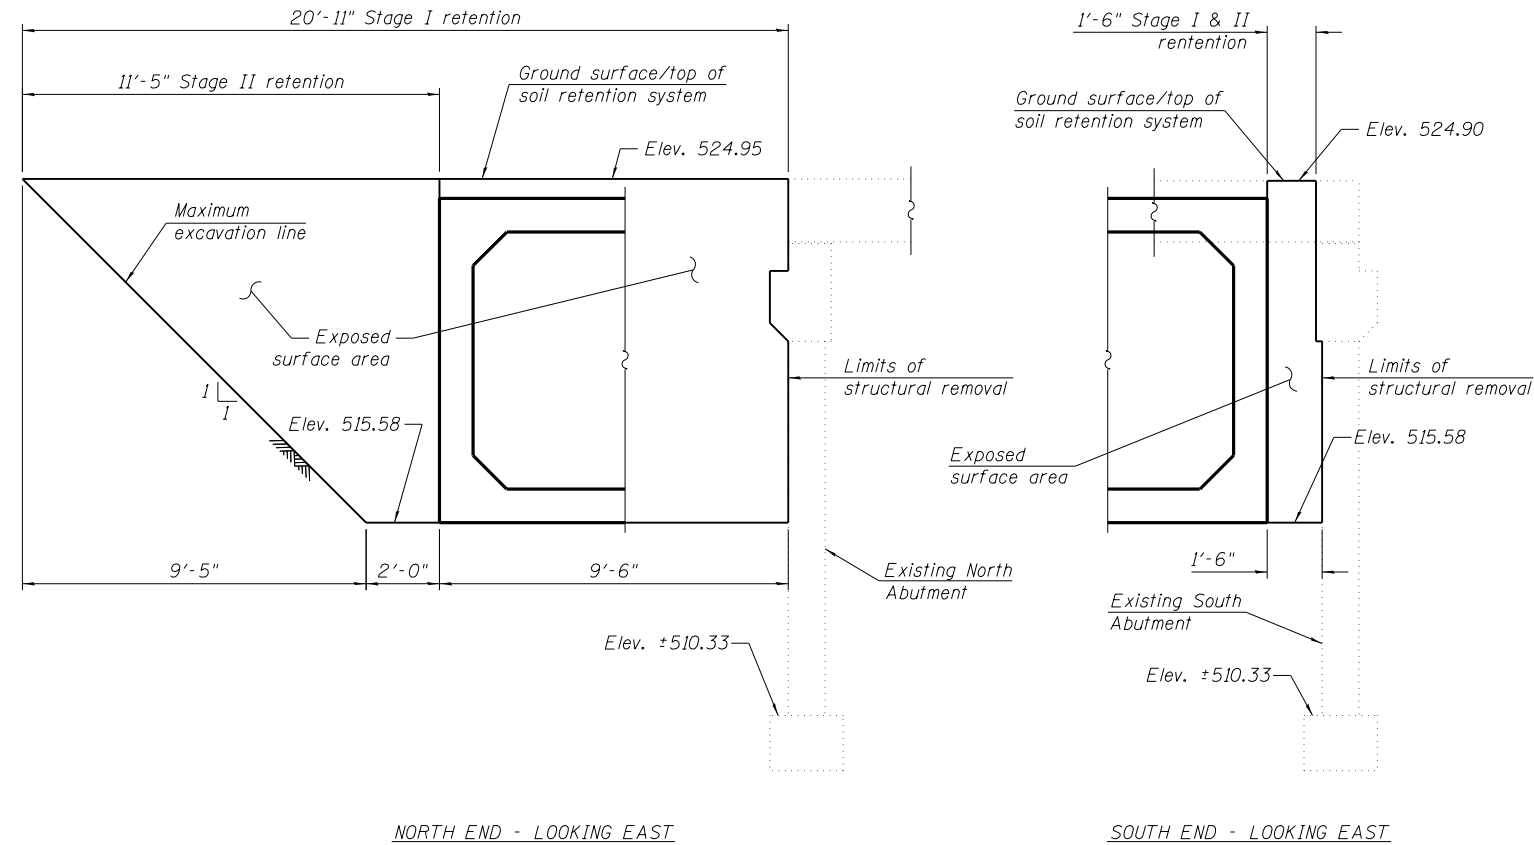 20'-11" Stage I retention
1'-6" Stage I & II
rentention
11'-5" Stage II retention
Ground surface/top of
soil retention system
Ground surface/top of
soil retention system
Elev. 524.95
Elev. 524.90
Maximum
excavation line
Exposed
surface area
Limits of
structural removal
Limits of
structural removal
1
1
Elev. 515.58
Elev. 515.58
Exposed
surface area
9'-5"
2'-0"
9'-6"
1'-6"
Existing North
Abutment
Existing South
Abutment
Elev. ±510.33
Elev. ±510.33
NORTH END - LOOKING EAST
SOUTH END - LOOKING EAST